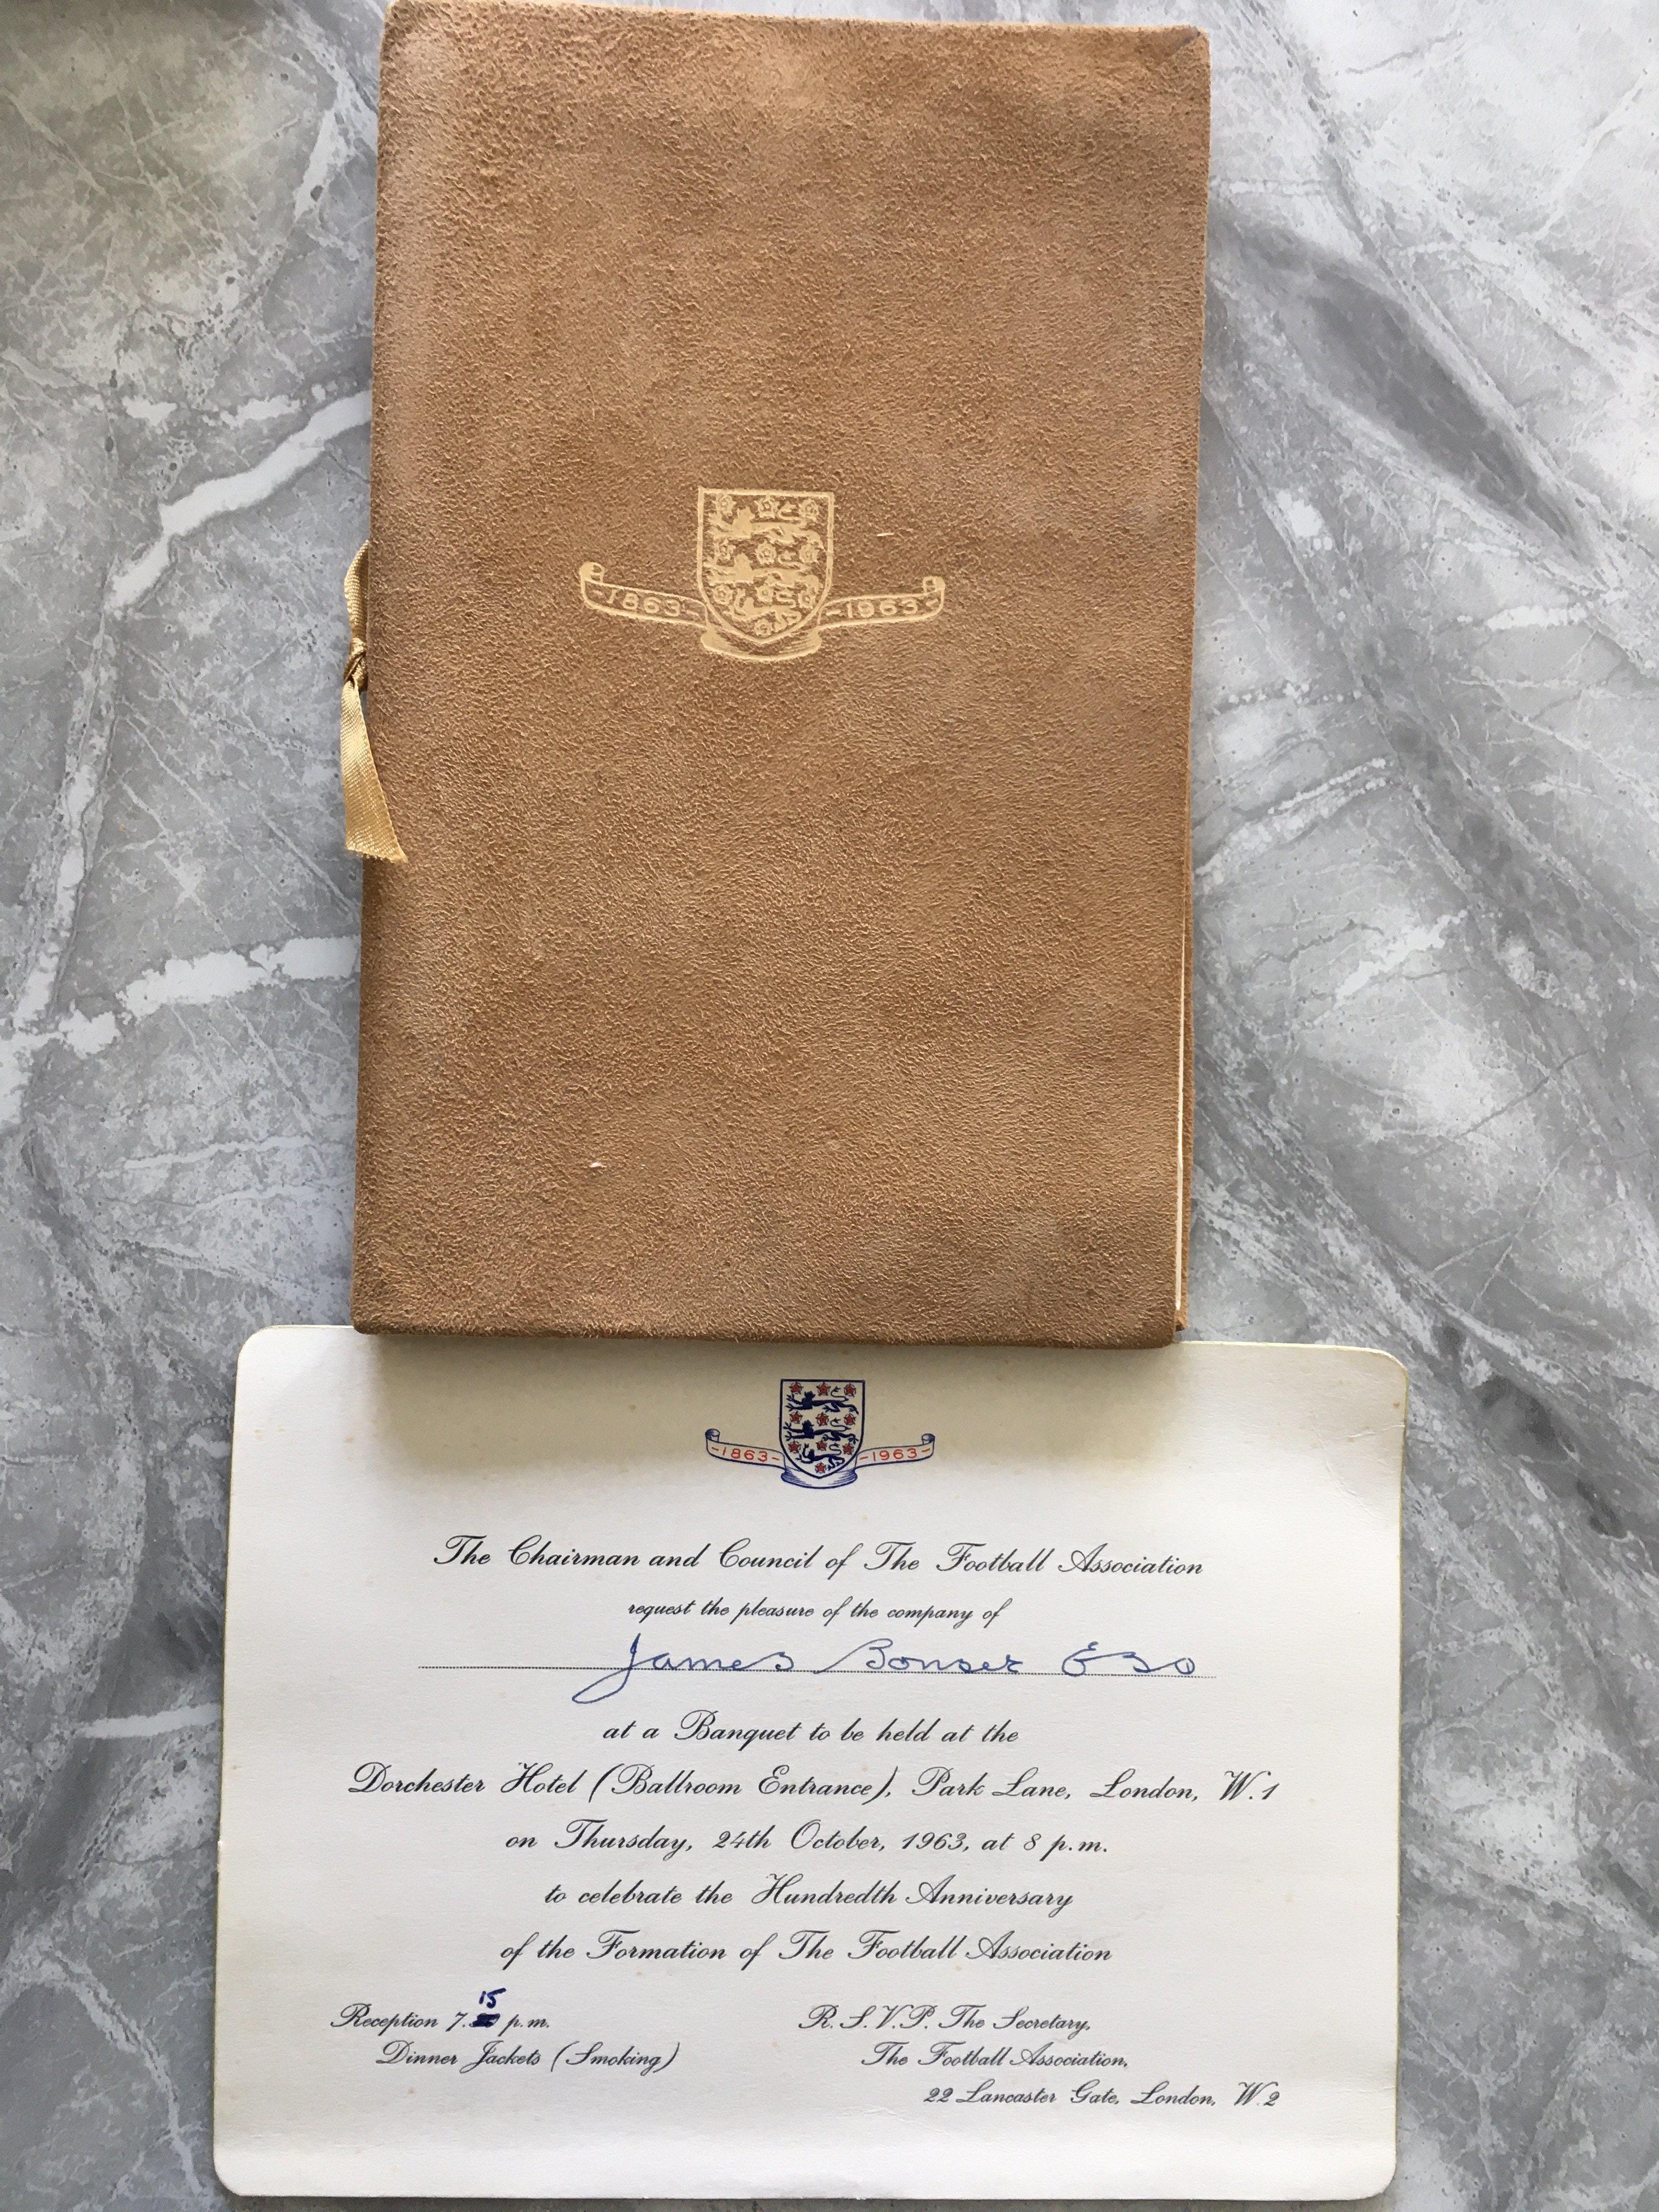 -1863-
-1963-
-1863-
-1963-
The Chairman and Council of The Football Association
request the pleasure of the company of
James Bonser Esq
at a Banquet to be held at the
Dorchester Hotel (Ballroom Entrance), Park Lane, London, W.1
on Thursday, 24th October, 1963, at 8 p.m.
to celebrate the Hundredth Anniversary
of the Formation of The Football Association
Reception 7.15 p.m.
Dinner Jackets (Smoking)
R.S.V.P. The Secretary,
The Football Association,
22 Lancaster Gate, London, W.2